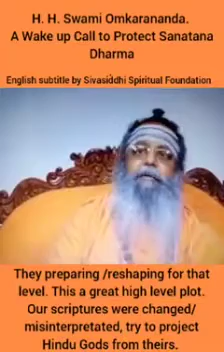 H. H. Swami Omkarananda.
A Wake up Call to Protect Sanatana
Dharma
English subtitle by Sivasiddhi Spiritual Foundation
They preparing /reshaping for that
level. This a great high level plot.
Our scriptures were changed/
misinterpretated, try to project
Hindu Gods from theirs.